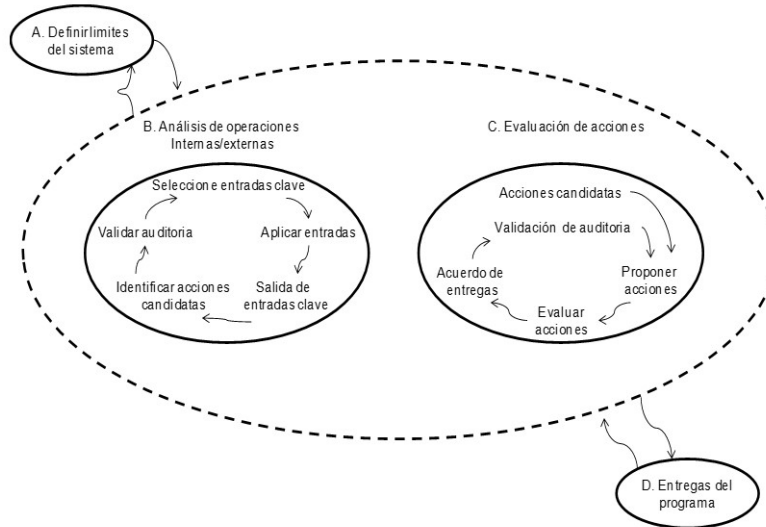 A. Definirlimites
del sistema
B. Análisis de operaciones
Internas/externas
C. Evaluación de acciones
Seleccione entradas clave
Validar auditoria
Aplicar entradas
Identificar acciones
candidatas
Salida de
entradas clave
Acciones candidatas
Validación de auditoria
Acuerdo de
entregas
Proponer
acciones
Evaluar
acciones
D. Entregas del
programa